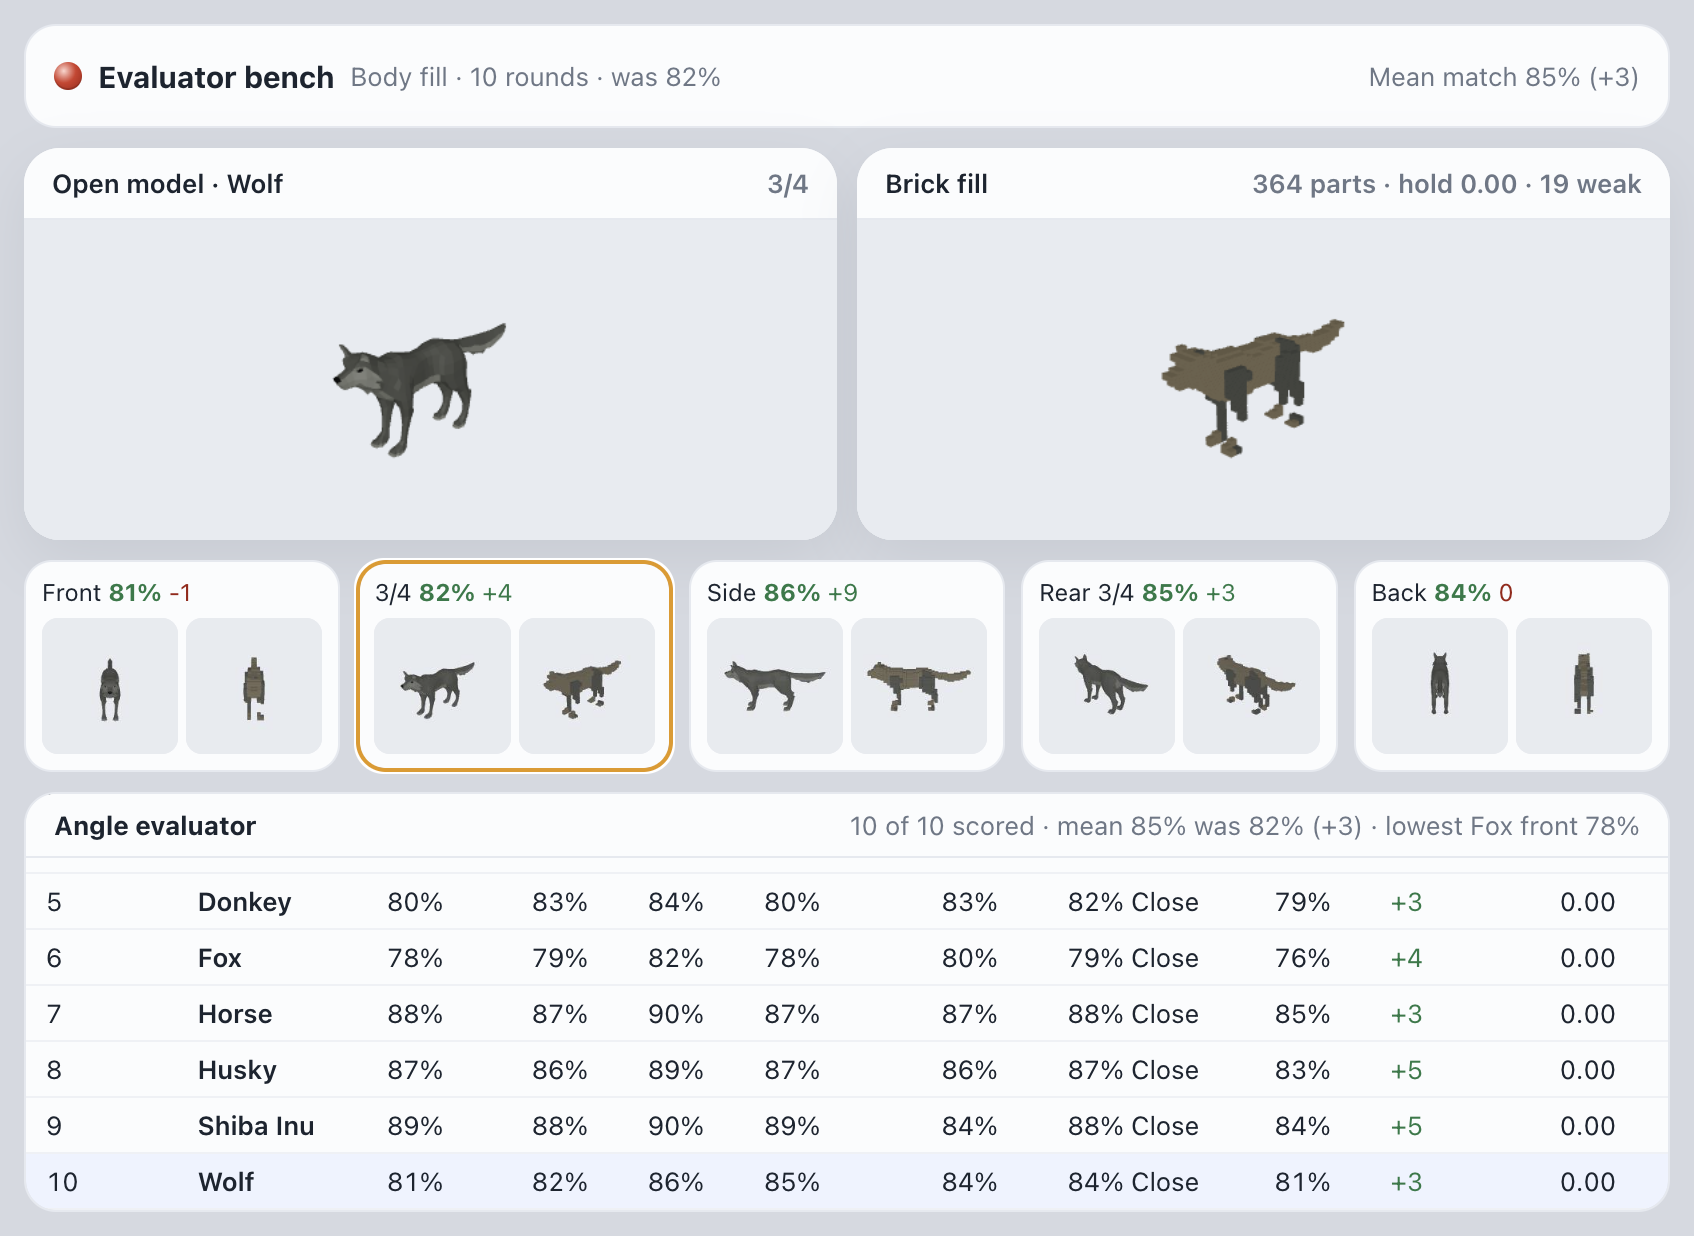 Evaluator bench Body fill · 10 rounds · was 82% Mean match 85% (+3)
Open model · Wolf 3/4
Brick fill 364 parts · hold 0.00 · 19 weak
Front 81% -1
3/4 82% +4
Side 86% +9
Rear 3/4 85% +3
Back 84% 0
Angle evaluator 10 of 10 scored · mean 85% was 82% (+3) · lowest Fox front 78%
5 Donkey 80% 83% 84% 80% 83% 82% Close 79% +3 0.00
6 Fox 78% 79% 82% 78% 80% 79% Close 76% +4 0.00
7 Horse 88% 87% 90% 87% 87% 88% Close 85% +3 0.00
8 Husky 87% 86% 89% 87% 86% 87% Close 83% +5 0.00
9 Shiba Inu 89% 88% 90% 89% 84% 88% Close 84% +5 0.00
10 Wolf 81% 82% 86% 85% 84% 84% Close 81% +3 0.00